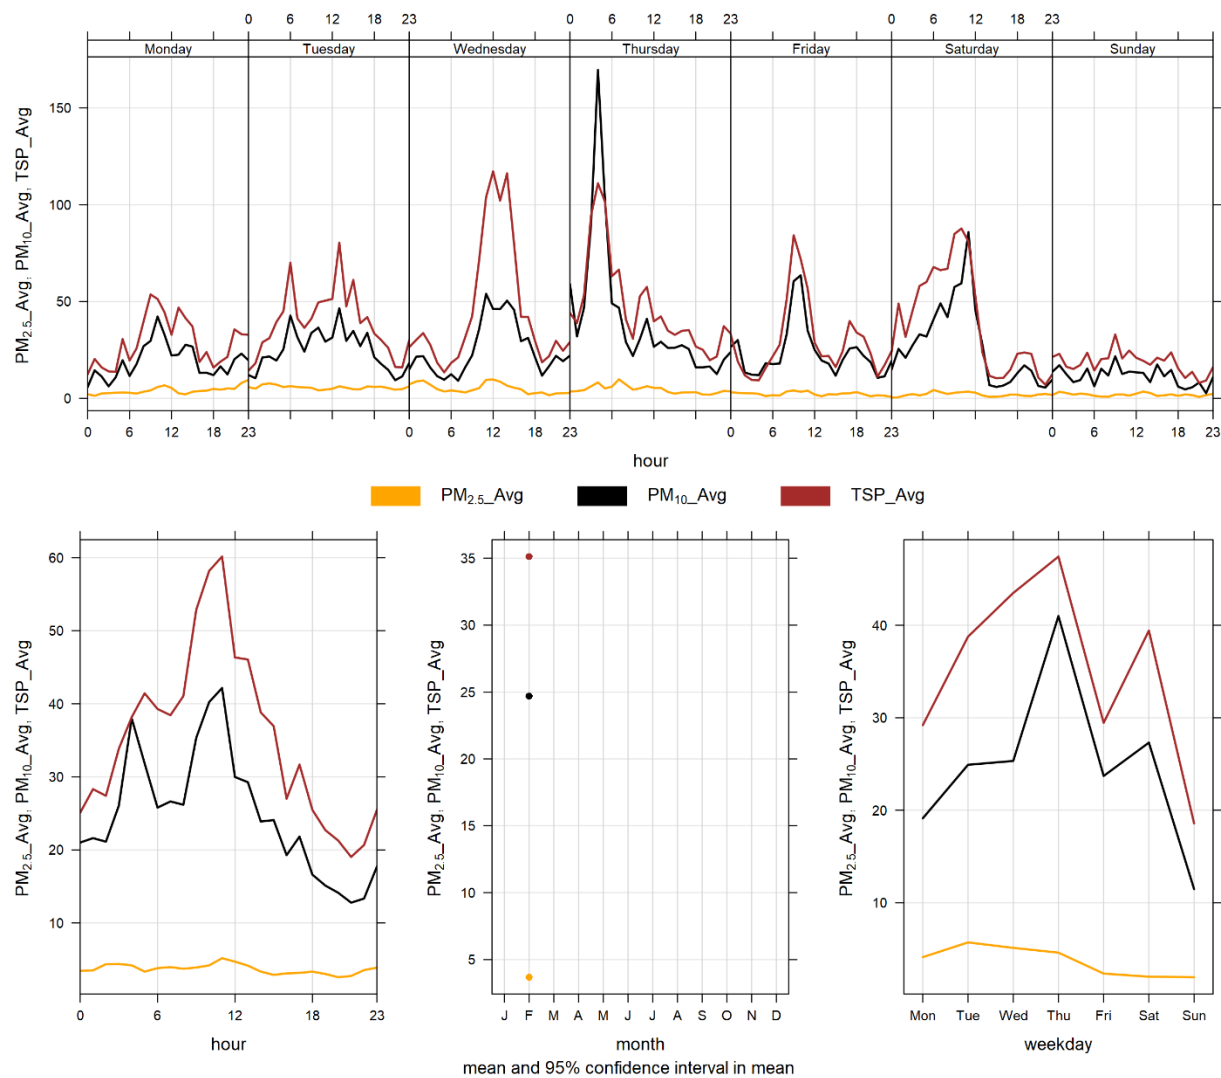 0 6 12 18 23 0 6 12 18 23 0 6 12 18 23
Monday Tuesday Wednesday Thursday Friday Saturday Sunday
PM2.5_Avg, PM10_Avg, TSP_Avg
150
100
50
0
0 6 12 18 23 0 6 12 18 23 0 6 12 18 23 0 6 12 18 23
hour
PM2.5_Avg PM10_Avg TSP_Avg
PM2.5_Avg, PM10_Avg, TSP_Avg
60
50
40
30
20
10
0 6 12 18 23
hour
PM2.5_Avg, PM10_Avg, TSP_Avg
35
30
25
20
15
10
5
J F M A M J J A S O N D
month
mean and 95% confidence interval in mean
PM2.5_Avg, PM10_Avg, TSP_Avg
40
30
20
10
Mon Tue Wed Thu Fri Sat Sun
weekday